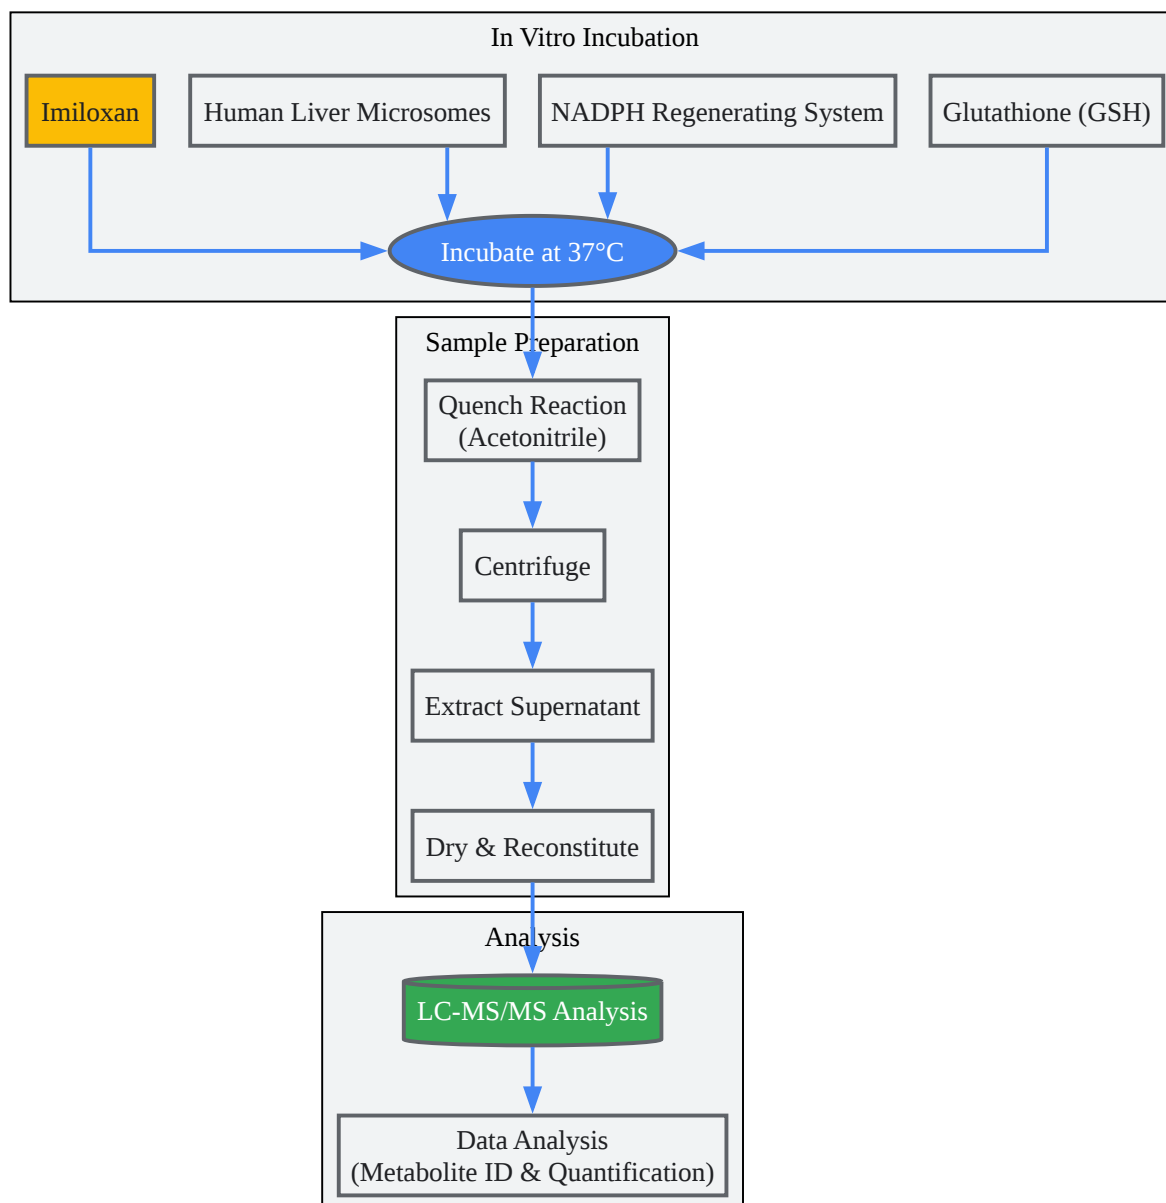 In Vitro Incubation
Imiloxan
Human Liver Microsomes
NADPH Regenerating System
Glutathione (GSH)
Incubate at 37°C
Sample Preparation
Quench Reaction
(Acetonitrile)
Centrifuge
Extract Supernatant
Dry & Reconstitute
Analysis
LC-MS/MS Analysis
Data Analysis
(Metabolite ID & Quantification)